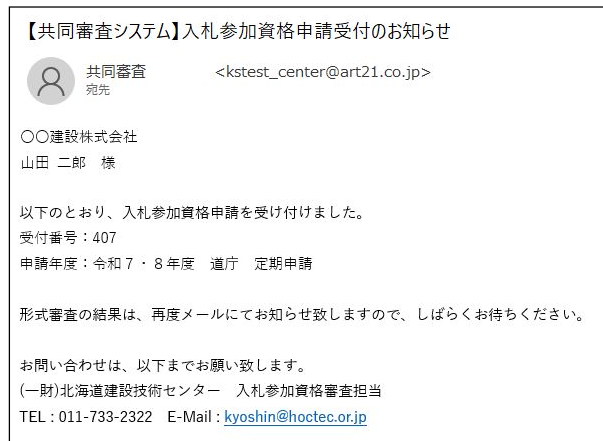 【共同審査システム】入札参加資格申請受付のお知らせ
共同審査 <kstest_center@art21.co.jp>
宛先
〇〇建設株式会社
山田 二郎 様
以下のとおり、入札参加資格申請を受け付けました。
受付番号：407
申請年度：令和７・８年度 道庁 定期申請
形式審査の結果は、再度メールにてお知らせ致しますので、しばらくお待ちください。
お問い合わせは、以下までお願い致します。
(一財)北海道建設技術センター 入札参加資格審査担当
TEL : 011-733-2322 E-Mail : kyoshin@hoctec.or.jp